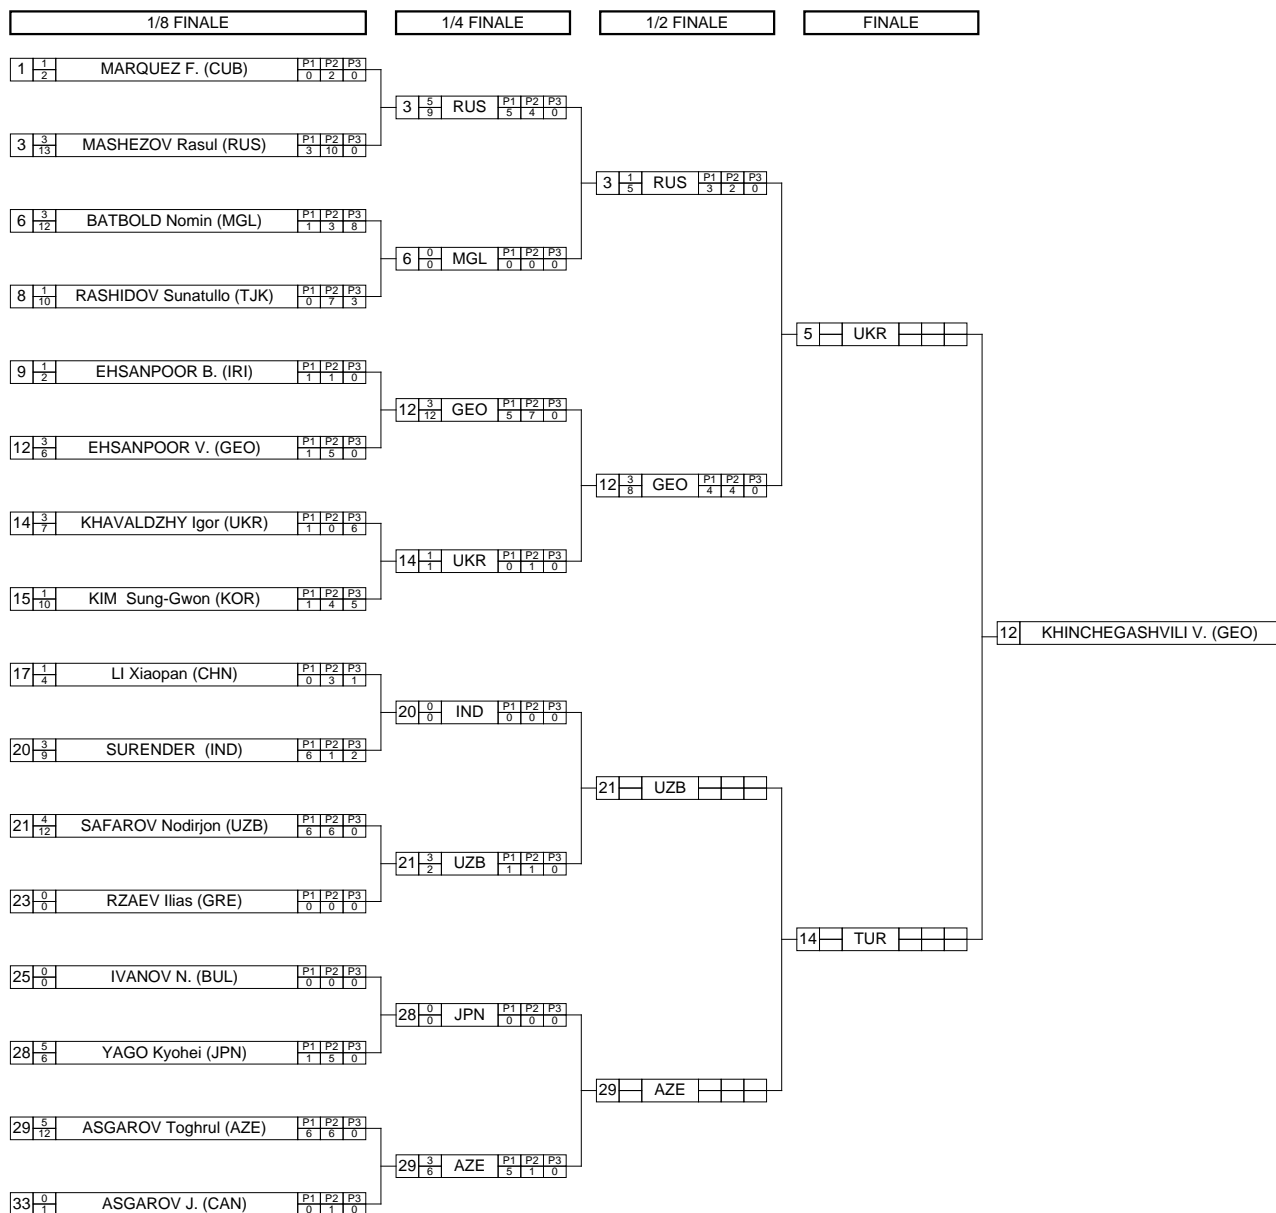 1/8 FINALE 1/4 FINALE 1/2 FINALE FINALE
1 1 2 MARQUEZ F. (CUB) P1 P2 P3 0 2 0
3 5 9 RUS P1 P2 P3 5 4 0
3 3 13 MASHEZOV Rasul (RUS) P1 P2 P3 3 10 0
3 1 5 RUS P1 P2 P3 3 2 0
6 3 12 BATBOLD Nomin (MGL) P1 P2 P3 1 3 8
6 0 0 MGL P1 P2 P3 0 0 0
8 1 10 RASHIDOV Sunatullo (TJK) P1 P2 P3 0 7 3
5 UKR
9 1 2 EHSANPOOR B. (IRI) P1 P2 P3 1 1 0
12 3 12 GEO P1 P2 P3 5 7 0
12 3 6 EHSANPOOR V. (GEO) P1 P2 P3 1 5 0
12 3 8 GEO P1 P2 P3 4 4 0
14 3 7 KHAVALDZHY Igor (UKR) P1 P2 P3 1 0 6
14 1 1 UKR P1 P2 P3 0 1 0
15 1 10 KIM Sung-Gwon (KOR) P1 P2 P3 1 4 5
12 KHINCHEGASHVILI V. (GEO)
17 1 4 LI Xiaopan (CHN) P1 P2 P3 0 3 1
20 0 0 IND P1 P2 P3 0 0 0
20 3 9 SURENDER (IND) P1 P2 P3 6 1 2
21 UZB
21 4 12 SAFAROV Nodirjon (UZB) P1 P2 P3 6 6 0
21 3 2 UZB P1 P2 P3 1 1 0
23 0 0 RZAEV Ilias (GRE) P1 P2 P3 0 0 0
14 TUR
25 0 0 IVANOV N. (BUL) P1 P2 P3 0 0 0
28 0 0 JPN P1 P2 P3 0 0 0
28 5 6 YAGO Kyohei (JPN) P1 P2 P3 1 5 0
29 AZE
29 5 12 ASGAROV Toghrul (AZE) P1 P2 P3 6 6 0
29 3 6 AZE P1 P2 P3 5 1 0
33 0 1 ASGAROV J. (CAN) P1 P2 P3 0 1 0